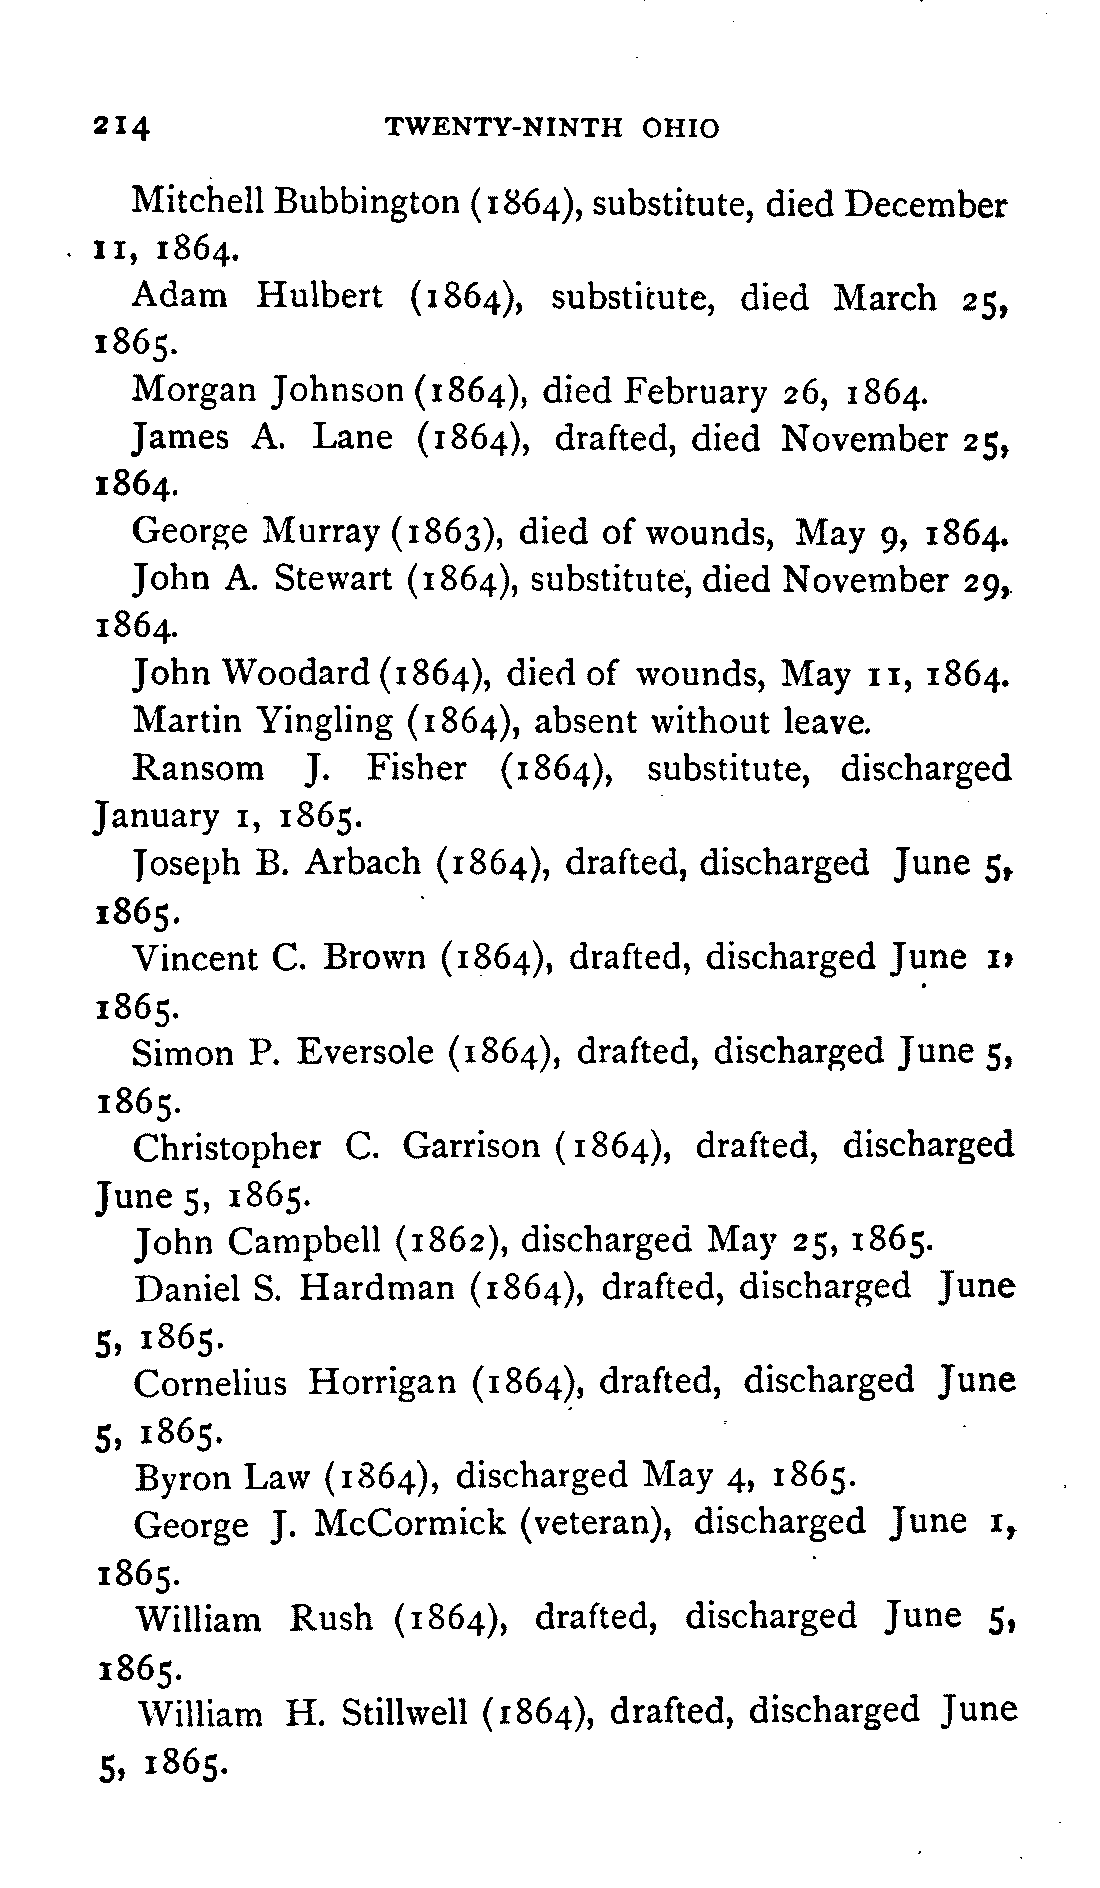 214 TWENTY-NINTH OHIO
Mitchell Bubbington (1864), substitute, died December
11, 1864.
Adam Hulbert (1864), substitute, died March 25,
1865.
Morgan Johnson (1864), died February 26, 1864.
James A. Lane (1864), drafted, died November 25,
1864.
George Murray (1863), died of wounds, May 9, 1864.
John A. Stewart (1864), substitute, died November 29,
1864.
John Woodard (1864), died of wounds, May 11, 1864.
Martin Yingling (1864), absent without leave.
Ransom J. Fisher (1864), substitute, discharged
January 1, 1865.
Joseph B. Arbach (1864), drafted, discharged June 5,
1865.
Vincent C. Brown (1864), drafted, discharged June 1,
1865.
Simon P. Eversole (1864), drafted, discharged June 5,
1865.
Christopher C. Garrison (1864), drafted, discharged
June 5, 1865.
John Campbell (1862), discharged May 25, 1865.
Daniel S. Hardman (1864), drafted, discharged June
5, 1865.
Cornelius Horrigan (1864), drafted, discharged June
5, 1865.
Byron Law (1864), discharged May 4, 1865.
George J. McCormick (veteran), discharged June 1,
1865.
William Rush (1864), drafted, discharged June 5,
1865.
William H. Stillwell (1864), drafted, discharged June
5, 1865.